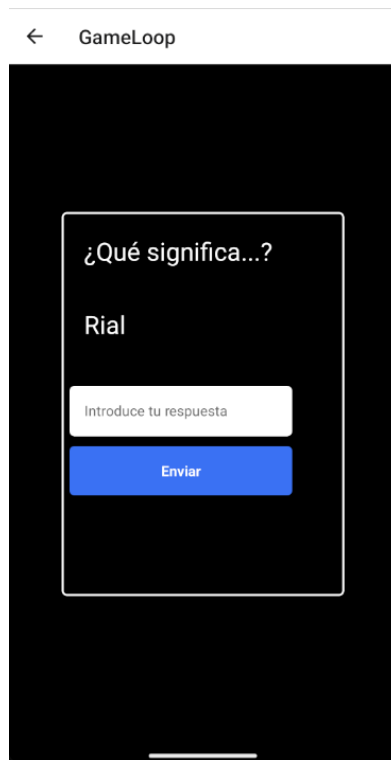 GameLoop
¿Qué significa...?
Rial
Introduce tu respuesta
Enviar